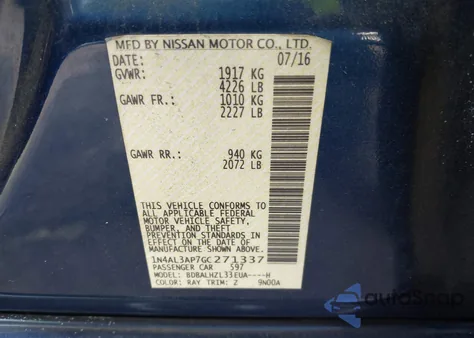 MFD BY NISSAN MOTOR CO., LTD.
DATE: 07/16
GVWR: 1917 KG
4226 LB
GAWR FR.: 1010 KG
2227 LB
GAWR RR.: 940 KG
2072 LB
THIS VEHICLE CONFORMS TO
ALL APPLICABLE FEDERAL
MOTOR VEHICLE SAFETY,
BUMPER, AND THEFT
PREVENTION STANDARDS IN
EFFECT ON THE DATE OF
MANUFACTURE SHOWN ABOVE.
1N4AL3AP7GC271337
PASSENGER CAR 597
MODEL: BDBALHZL33EUA----H
COLOR: RAY TRIM: 2 9N00A
AutoSnap